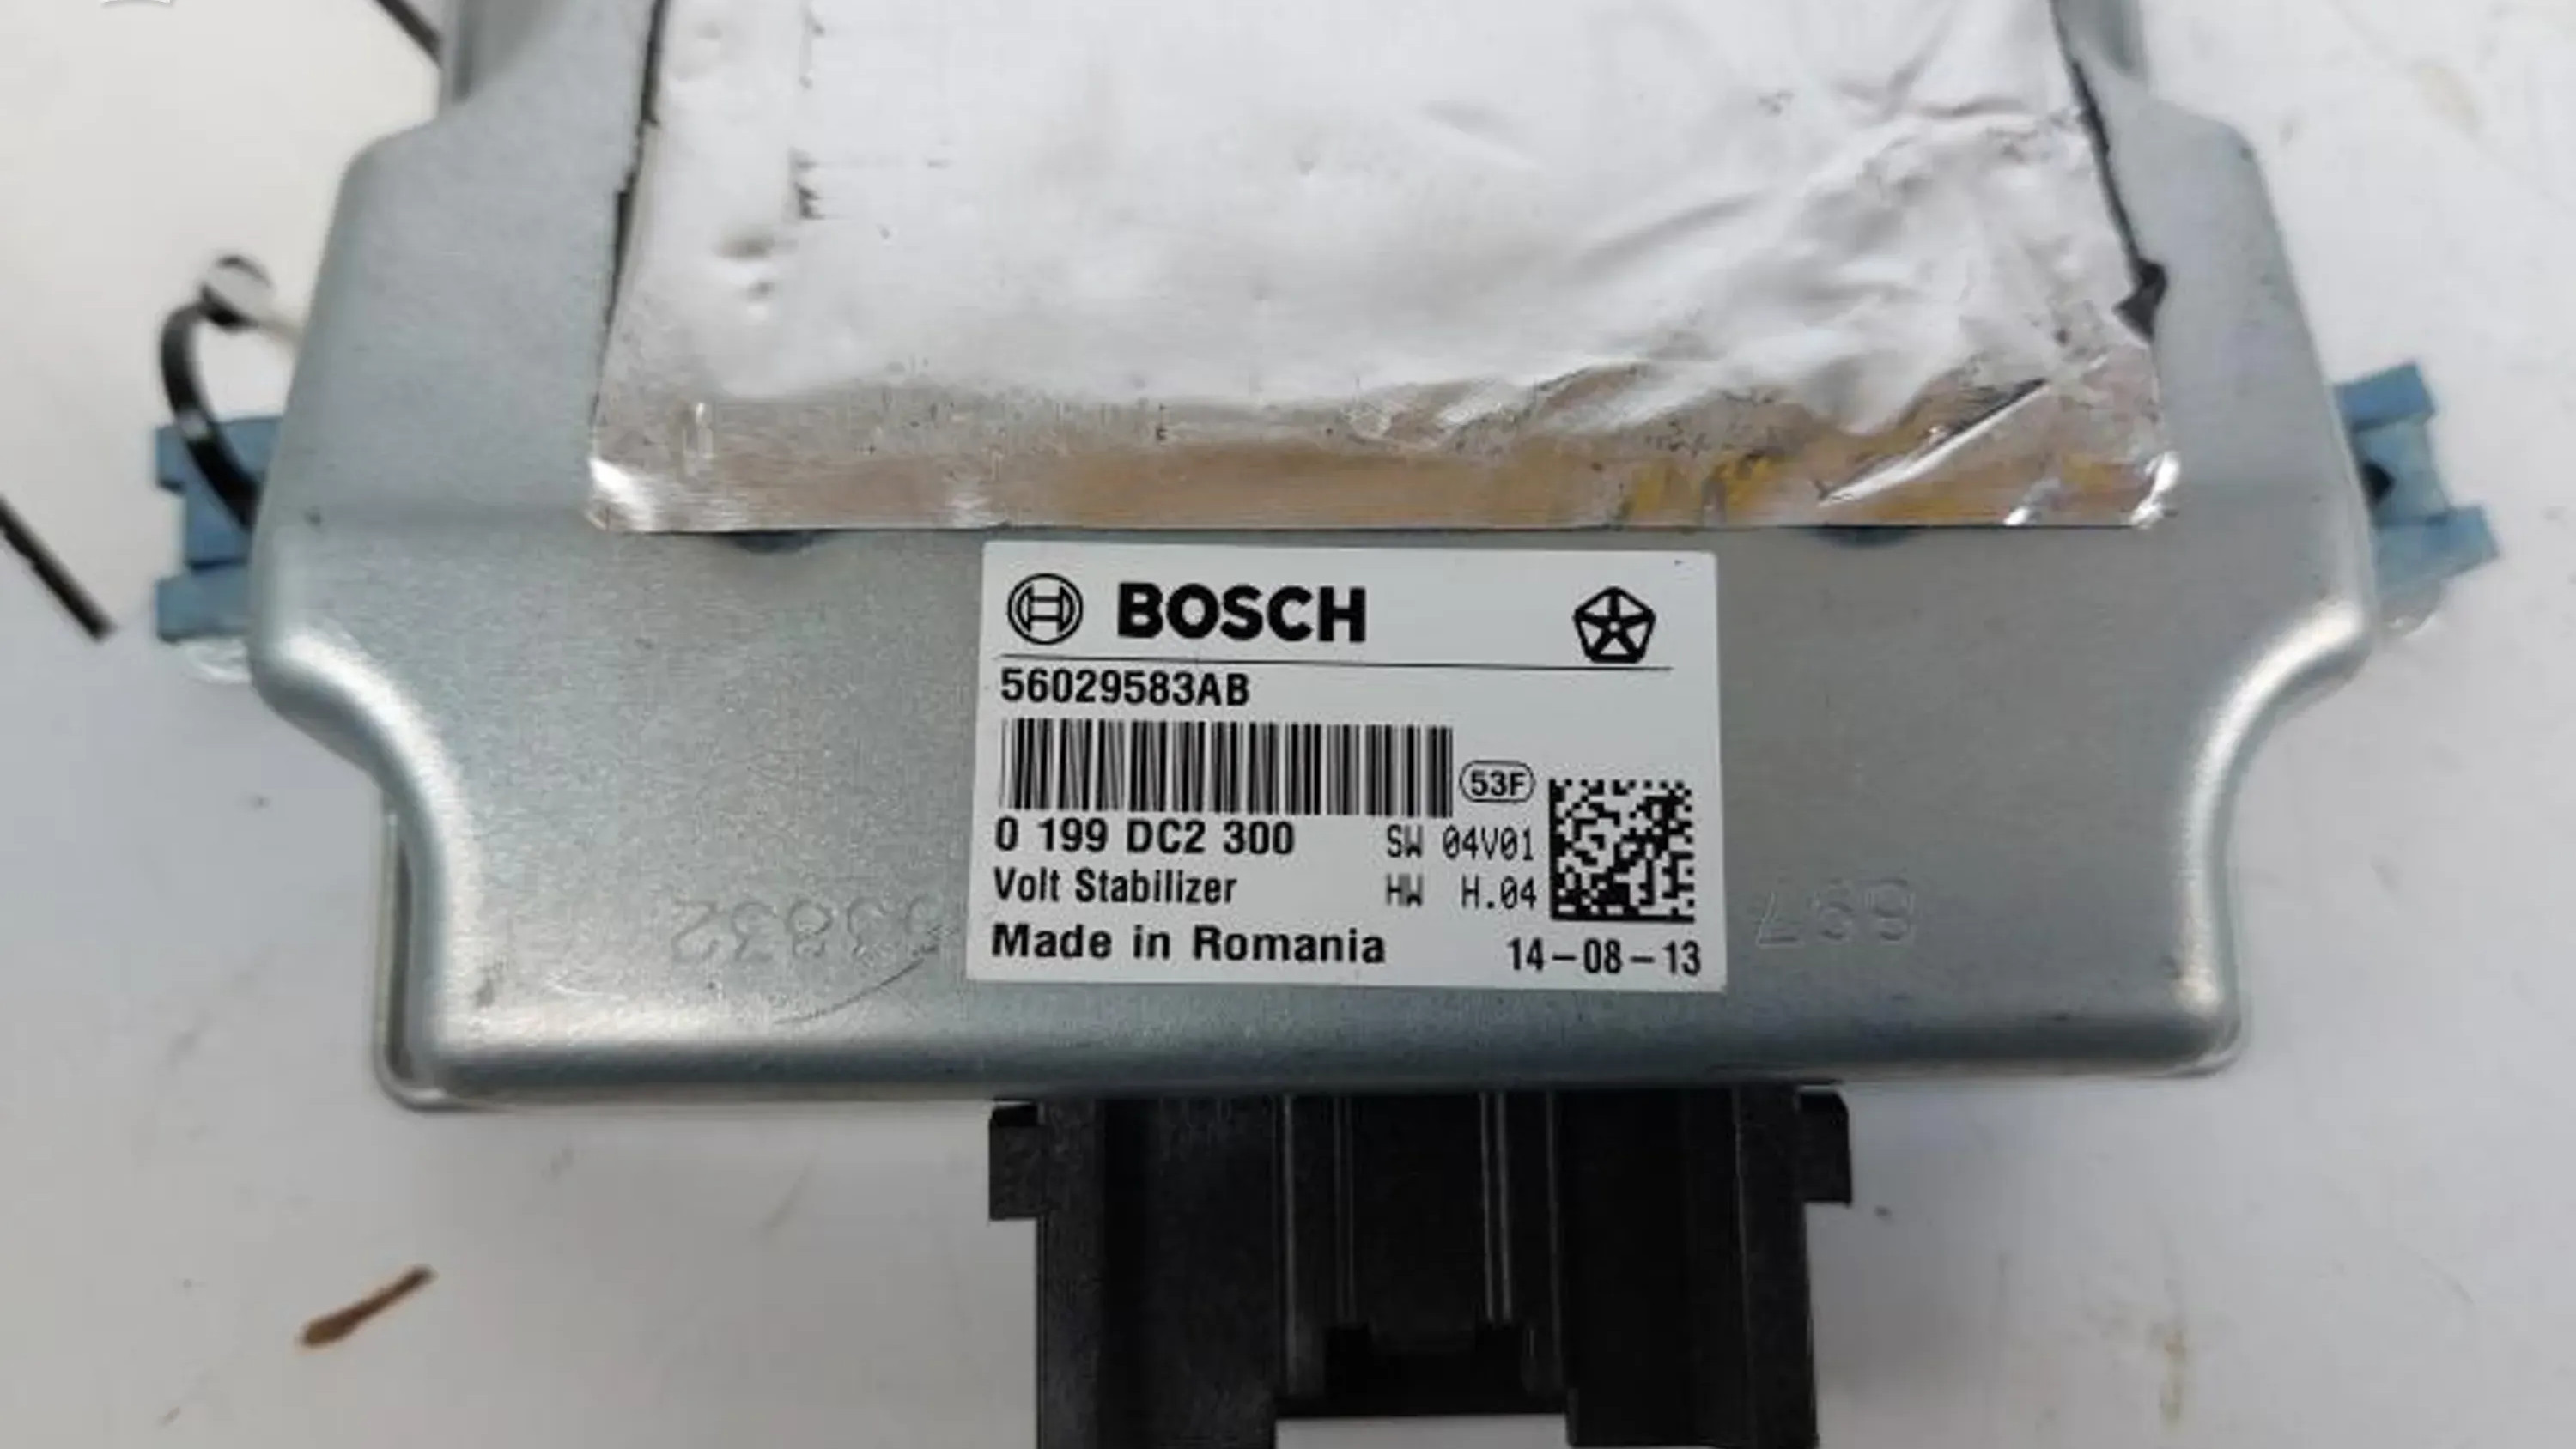 BOSCH
56029583AB
53F
0 199 DC2 300 SW 04V01
Volt Stabilizer HW H.04
Made in Romania 14-08-13